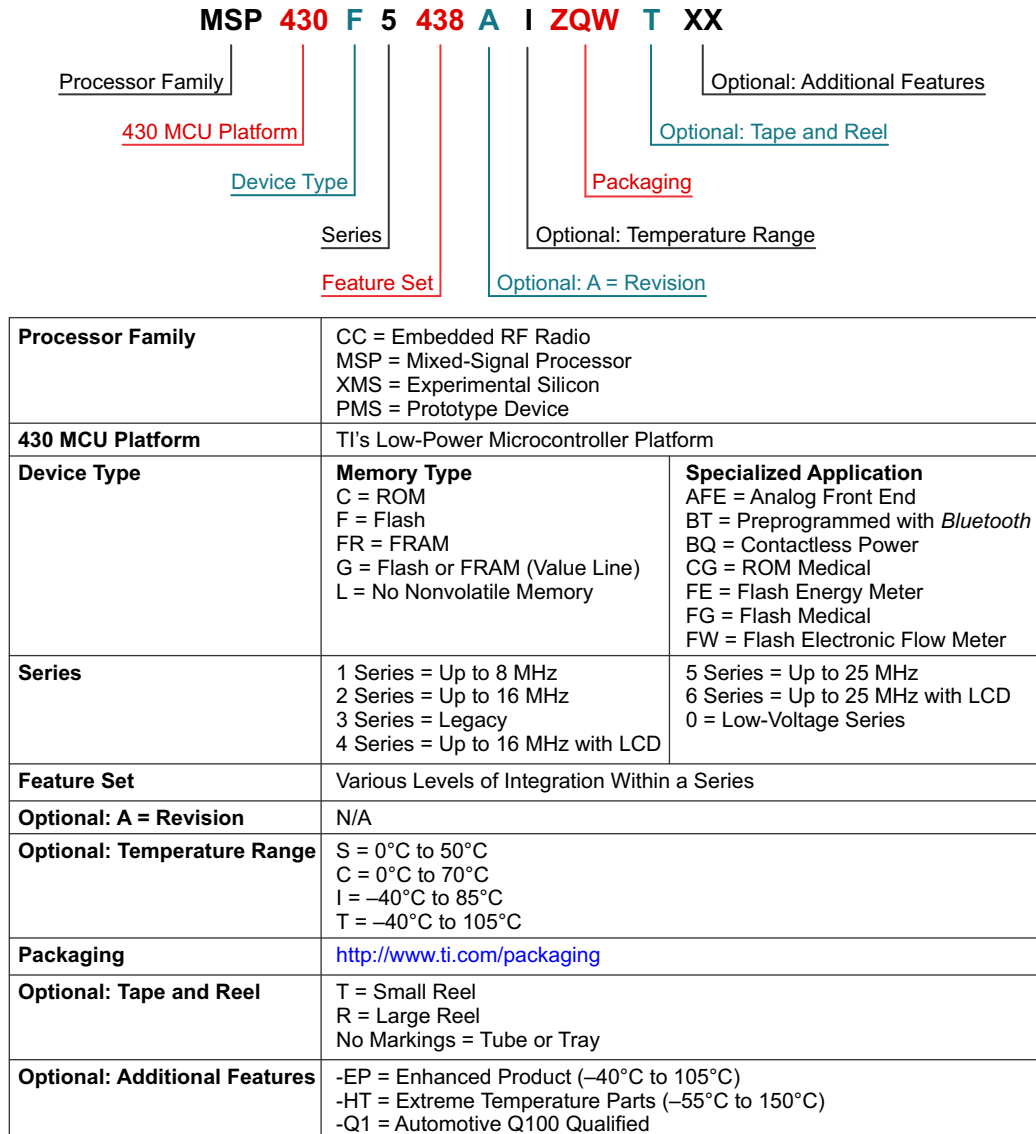 MSP 430 F 5 438 A I ZQW T XX
Processor Family
Optional: Additional Features
430 MCU Platform
Optional: Tape and Reel
Device Type
Packaging
Series
Optional: Temperature Range
Feature Set
Optional: A = Revision
Processor Family
CC = Embedded RF Radio
MSP = Mixed-Signal Processor
XMS = Experimental Silicon
PMS = Prototype Device
430 MCU Platform
TI's Low-Power Microcontroller Platform
Device Type
Memory Type
C = ROM
F = Flash
FR = FRAM
G = Flash or FRAM (Value Line)
L = No Nonvolatile Memory
Specialized Application
AFE = Analog Front End
BT = Preprogrammed with Bluetooth
BQ = Contactless Power
CG = ROM Medical
FE = Flash Energy Meter
FG = Flash Medical
FW = Flash Electronic Flow Meter
Series
1 Series = Up to 8 MHz
2 Series = Up to 16 MHz
3 Series = Legacy
4 Series = Up to 16 MHz with LCD
5 Series = Up to 25 MHz
6 Series = Up to 25 MHz with LCD
0 = Low-Voltage Series
Feature Set
Various Levels of Integration Within a Series
Optional: A = Revision
N/A
Optional: Temperature Range
S = 0°C to 50°C
C = 0°C to 70°C
I = –40°C to 85°C
T = –40°C to 105°C
Packaging
http://www.ti.com/packaging
Optional: Tape and Reel
T = Small Reel
R = Large Reel
No Markings = Tube or Tray
Optional: Additional Features
-EP = Enhanced Product (–40°C to 105°C)
-HT = Extreme Temperature Parts (–55°C to 150°C)
-Q1 = Automotive Q100 Qualified